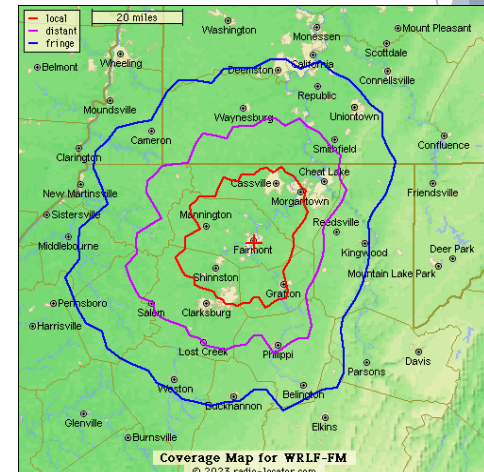 local
distant
fringe
20 miles
Washington
Monessen
Mount Pleasant
Scottdale
Belmont
Wheeling
California
Deemston
Connellsville
Republic
Moundsville
Waynesburg
Uniontown
Cameron
Smithfield
Clarington
Confluence
Cheat Lake
Cassville
New Martinsville
Morgantown
Friendsville
Sistersville
Mannington
Reedsville
Middlebourne
Fairmont
Kingwood
Deer Park
Shinnston
Mountain Lake Park
Grafton
Pennsboro
Salem
Clarksburg
Harrisville
Lost Creek
Philippi
Davis
Parsons
Weston
Belington
Buckhannon
Glenville
Elkins
Burnsville
Coverage Map for WRLF-FM
© 2023 radio-locator.com